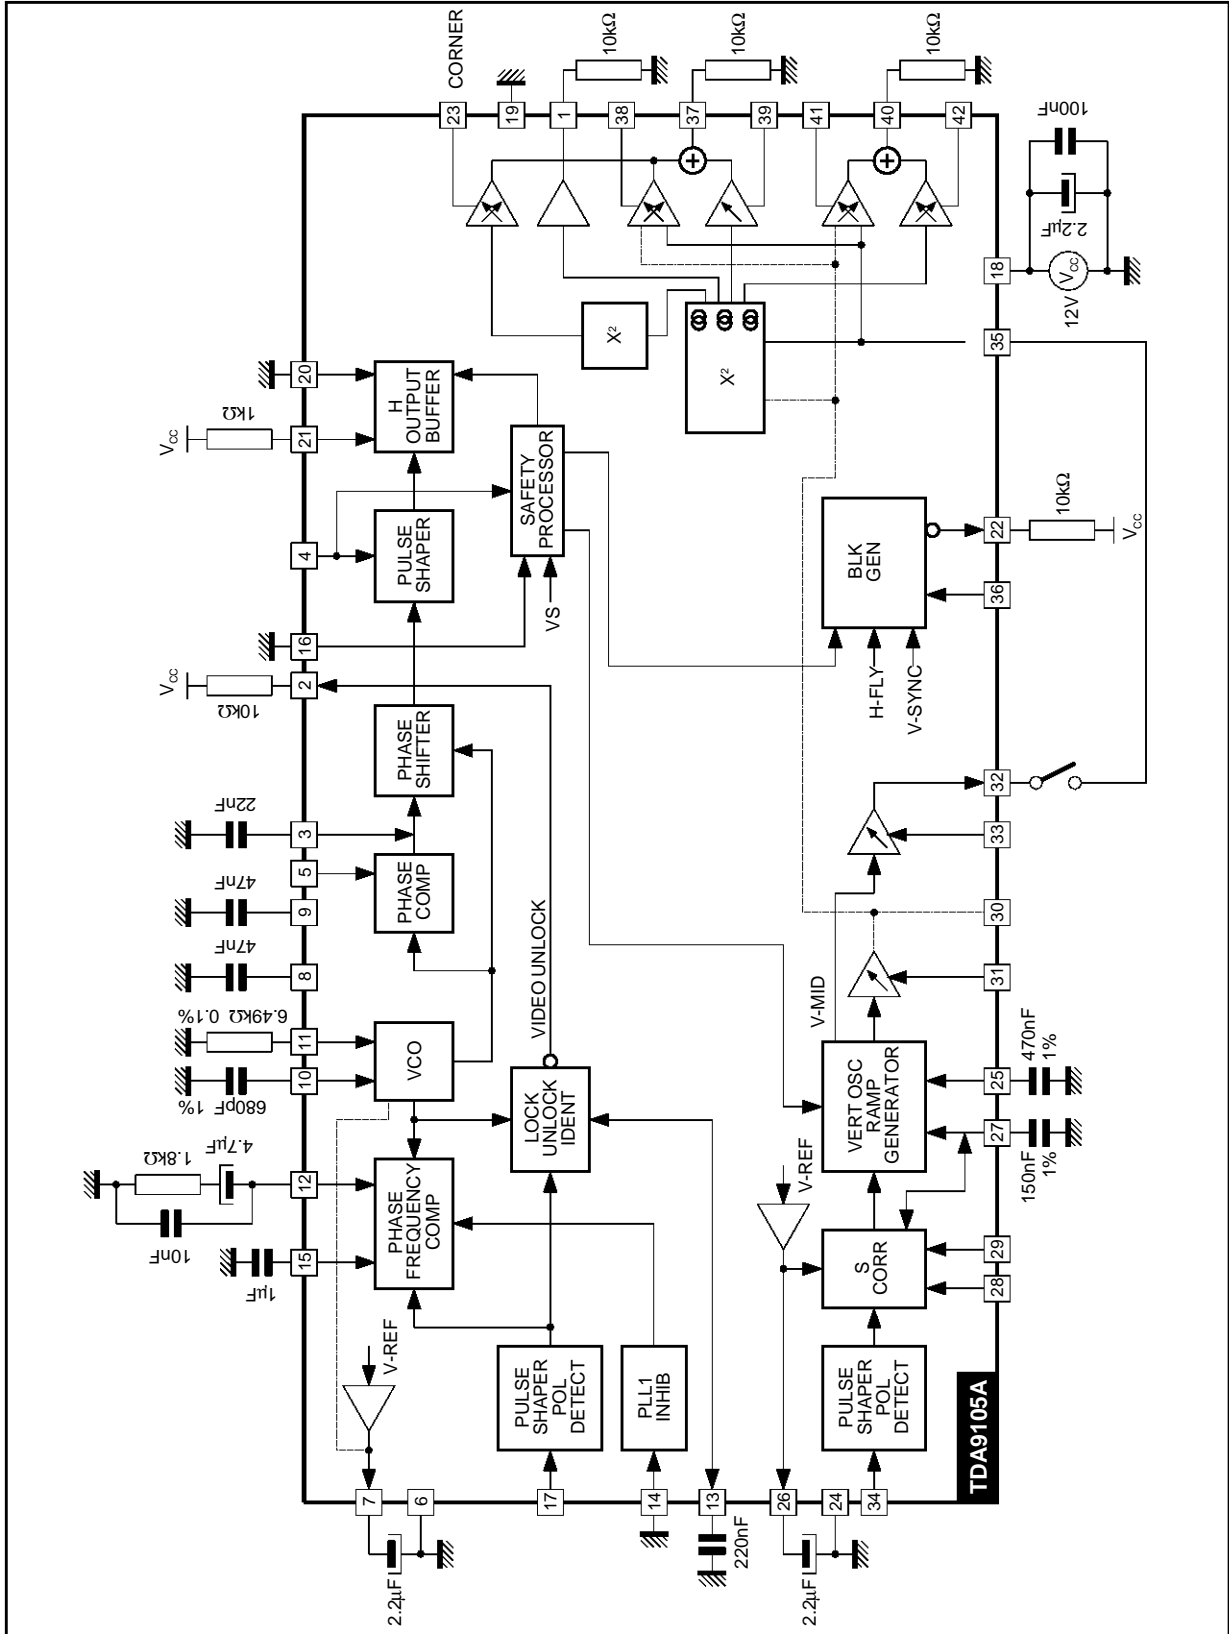 CORNER
10kΩ
10kΩ
10kΩ
23
19
1
38
37
39
41
40
42
100nF
2.2µF
V_CC
12V
18
20
1kΩ
V_CC
21
H
OUTPUT
BUFFER
X²
X²
35
4
PULSE
SHAPER
SAFETY
PROCESSOR
VS
BLK
GEN
H-FLY
V-SYNC
22
36
10kΩ
V_CC
16
V_CC
10kΩ
2
PHASE
SHIFTER
22nF
3
5
PHASE
COMP
47nF
9
47nF
8
32
33
30
31
6.49kΩ 0.1%
11
680pF 1%
10
VCO
VIDEO UNLOCK
V-MID
LOCK
UNLOCK
IDENT
VERT OSC
RAMP
GENERATOR
25
470nF
1%
27
150nF
1%
1.8kΩ
4.7µF
10nF
12
1µF
15
PHASE
FREQUENCY
COMP
V-REF
S
CORR
29
28
V-REF
PULSE
SHAPER
POL
DETECT
PLL1
INHIB
PULSE
SHAPER
POL
DETECT
TDA9105A
7
6
17
14
13
26
24
34
2.2µF
220nF
2.2µF